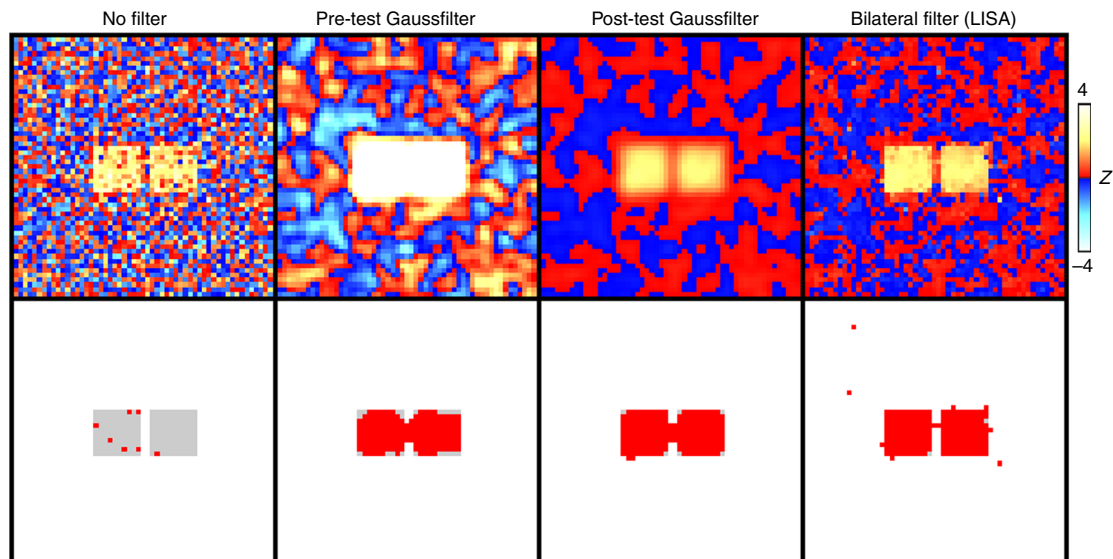 No filter
Pre-test Gaussfilter
Post-test Gaussfilter
Bilateral filter (LISA)
4
Z
–4